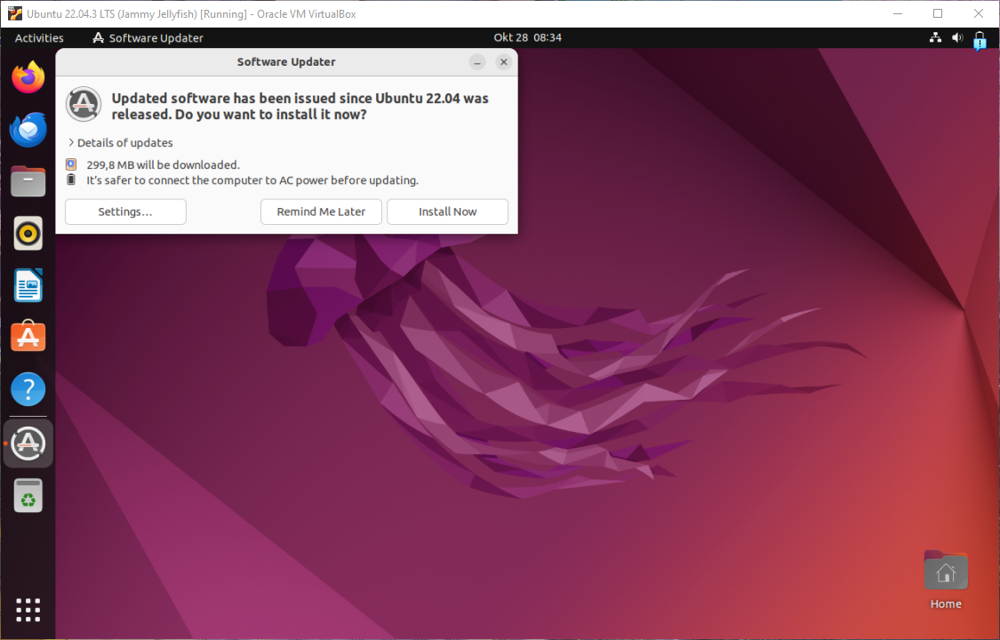 Ubuntu 22.04.3 LTS (Jammy Jellyfish) [Running] - Oracle VM VirtualBox
Activities
Software Updater
Okt 28 08:34
Software Updater
Updated software has been issued since Ubuntu 22.04 was
released. Do you want to install it now?
Details of updates
299,8 MB will be downloaded.
It's safer to connect the computer to AC power before updating.
Settings…
Remind Me Later
Install Now
Home